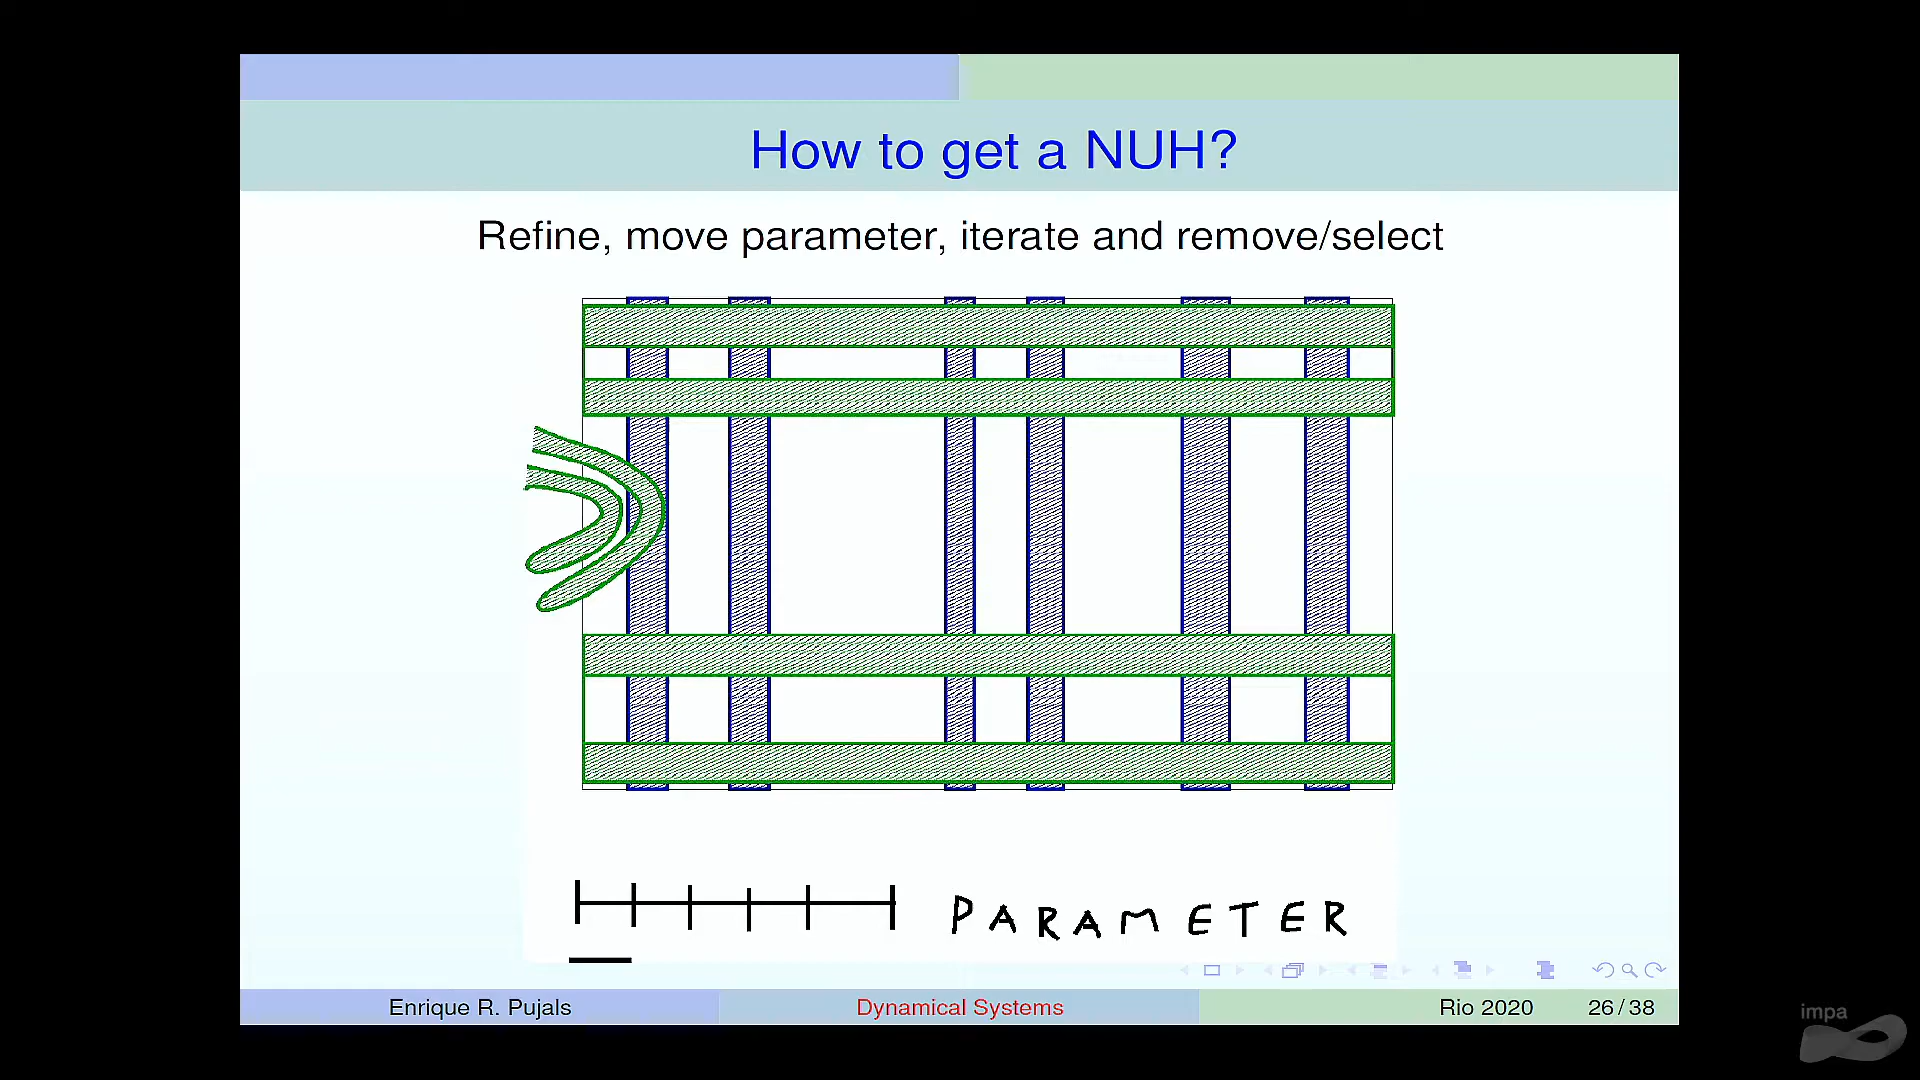 How to get a NUH?
Refine, move parameter, iterate and remove/select
PARAMETER
Enrique R. Pujals
Dynamical Systems
Rio 2020
26/38
impa